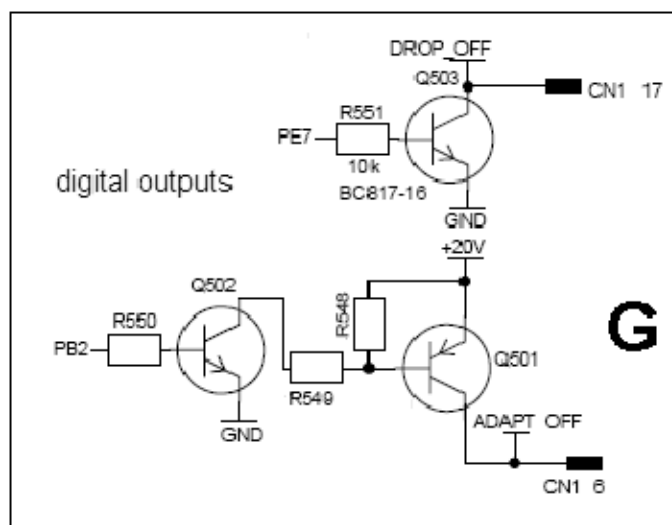 DROP_OFF
Q503
CN1 17
R551
PE7
10k
BC817-16
digital outputs
GND
+20V
Q502
R548
R550
PB2
G
Q501
R549
ADAPT OFF
GND
CN1 6